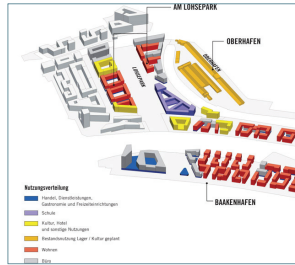 AM LOHSEPARK
OBERHAFEN
OBERHAFEN
LOHSEPARK
BAAKENHAFEN
Nutzungsverteilung
Handel, Dienstleistungen,
Gastronomie und Freizeiteinrichtungen
Schule
Kultur, Hotel
und sonstige Nutzungen
Bestandsnutzung Lager / Kultur geplant
Wohnen
Büro